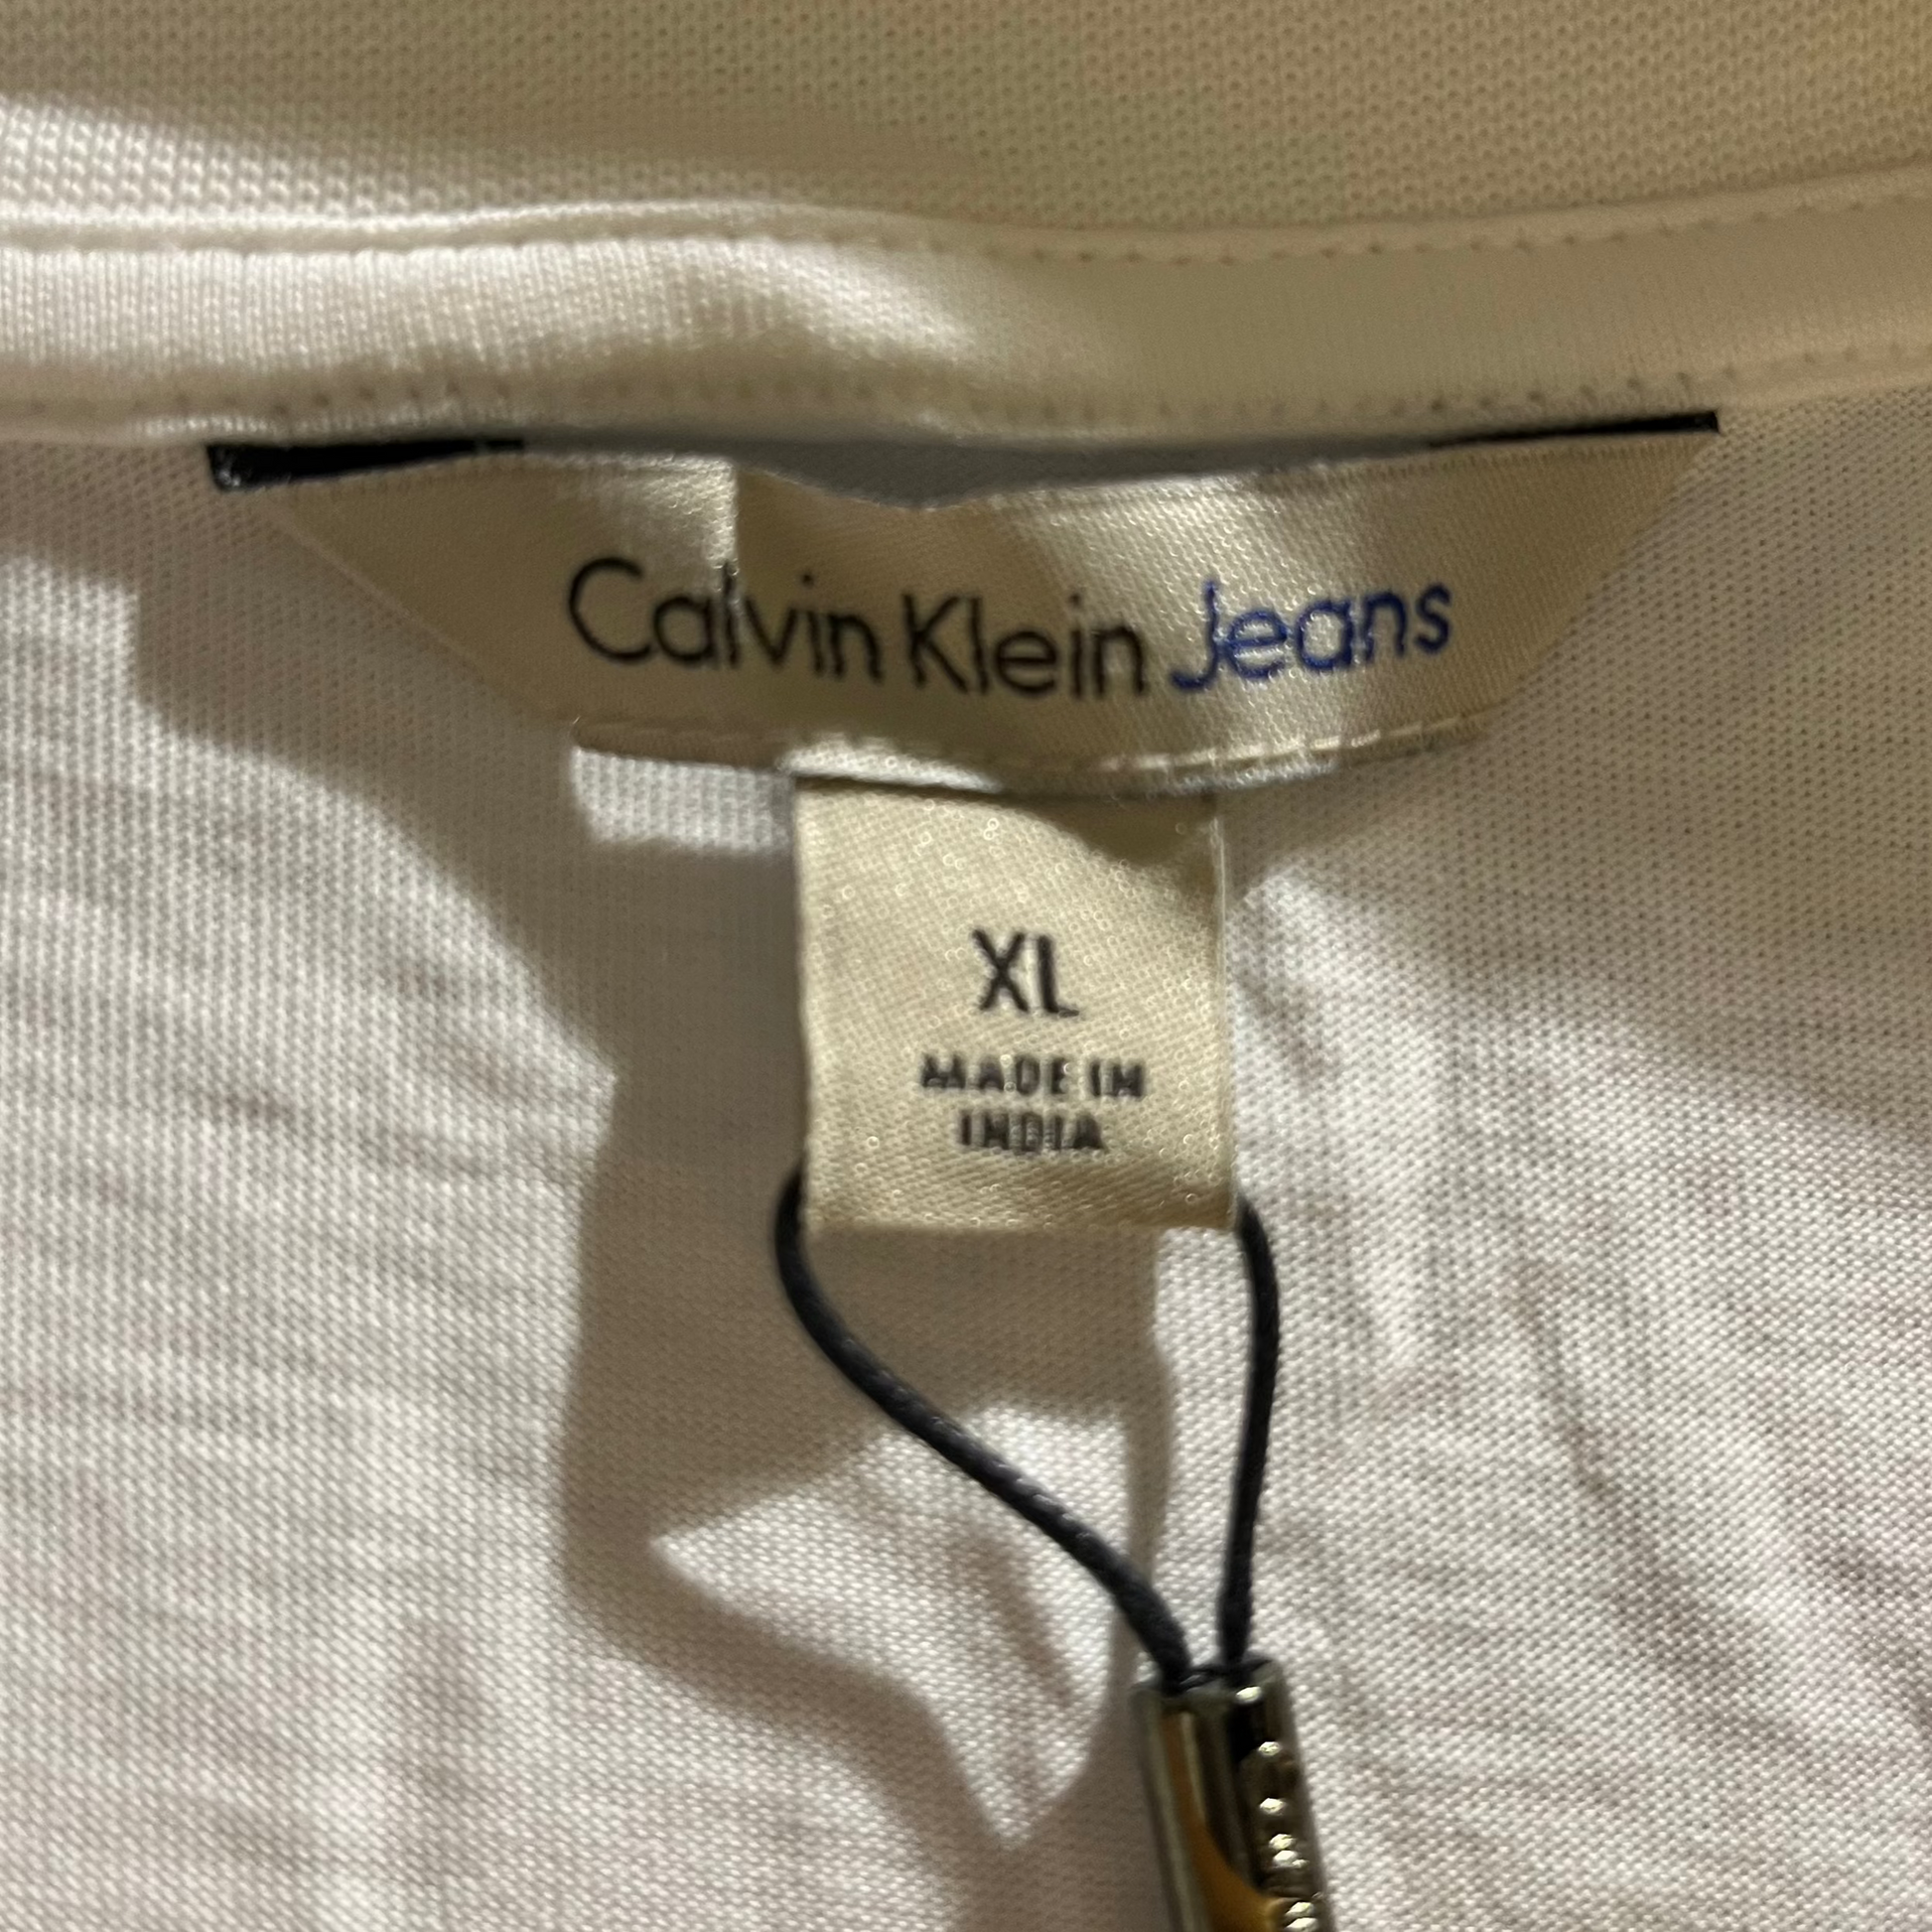 Calvin Klein Jeans
XL
MADE IN
INDIA